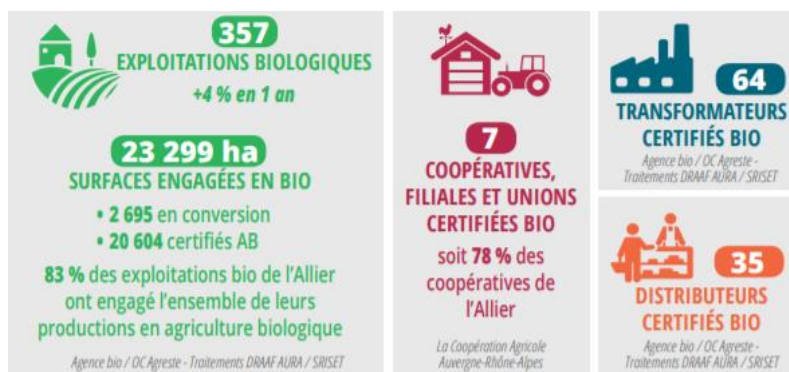 357
EXPLOITATIONS BIOLOGIQUES
+4 % en 1 an
23 299 ha
SURFACES ENGAGÉES EN BIO
• 2 695 en conversion
• 20 604 certifiés AB
83 % des exploitations bio de l'Allier
ont engagé l'ensemble de leurs
productions en agriculture biologique
Agence bio / OC Agreste - Traitements DRAAF AURA / SRISET
7
COOPÉRATIVES,
FILIALES ET UNIONS
CERTIFIÉES BIO
soit 78 % des
coopératives de
l'Allier
La Coopération Agricole
Auvergne-Rhône-Alpes
64
TRANSFORMATEURS
CERTIFIÉS BIO
Agence bio / OC Agreste -
Traitements DRAAF AURA / SRISET
35
DISTRIBUTEURS
CERTIFIÉS BIO
Agence bio / OC Agreste -
Traitements DRAAF AURA / SRISET